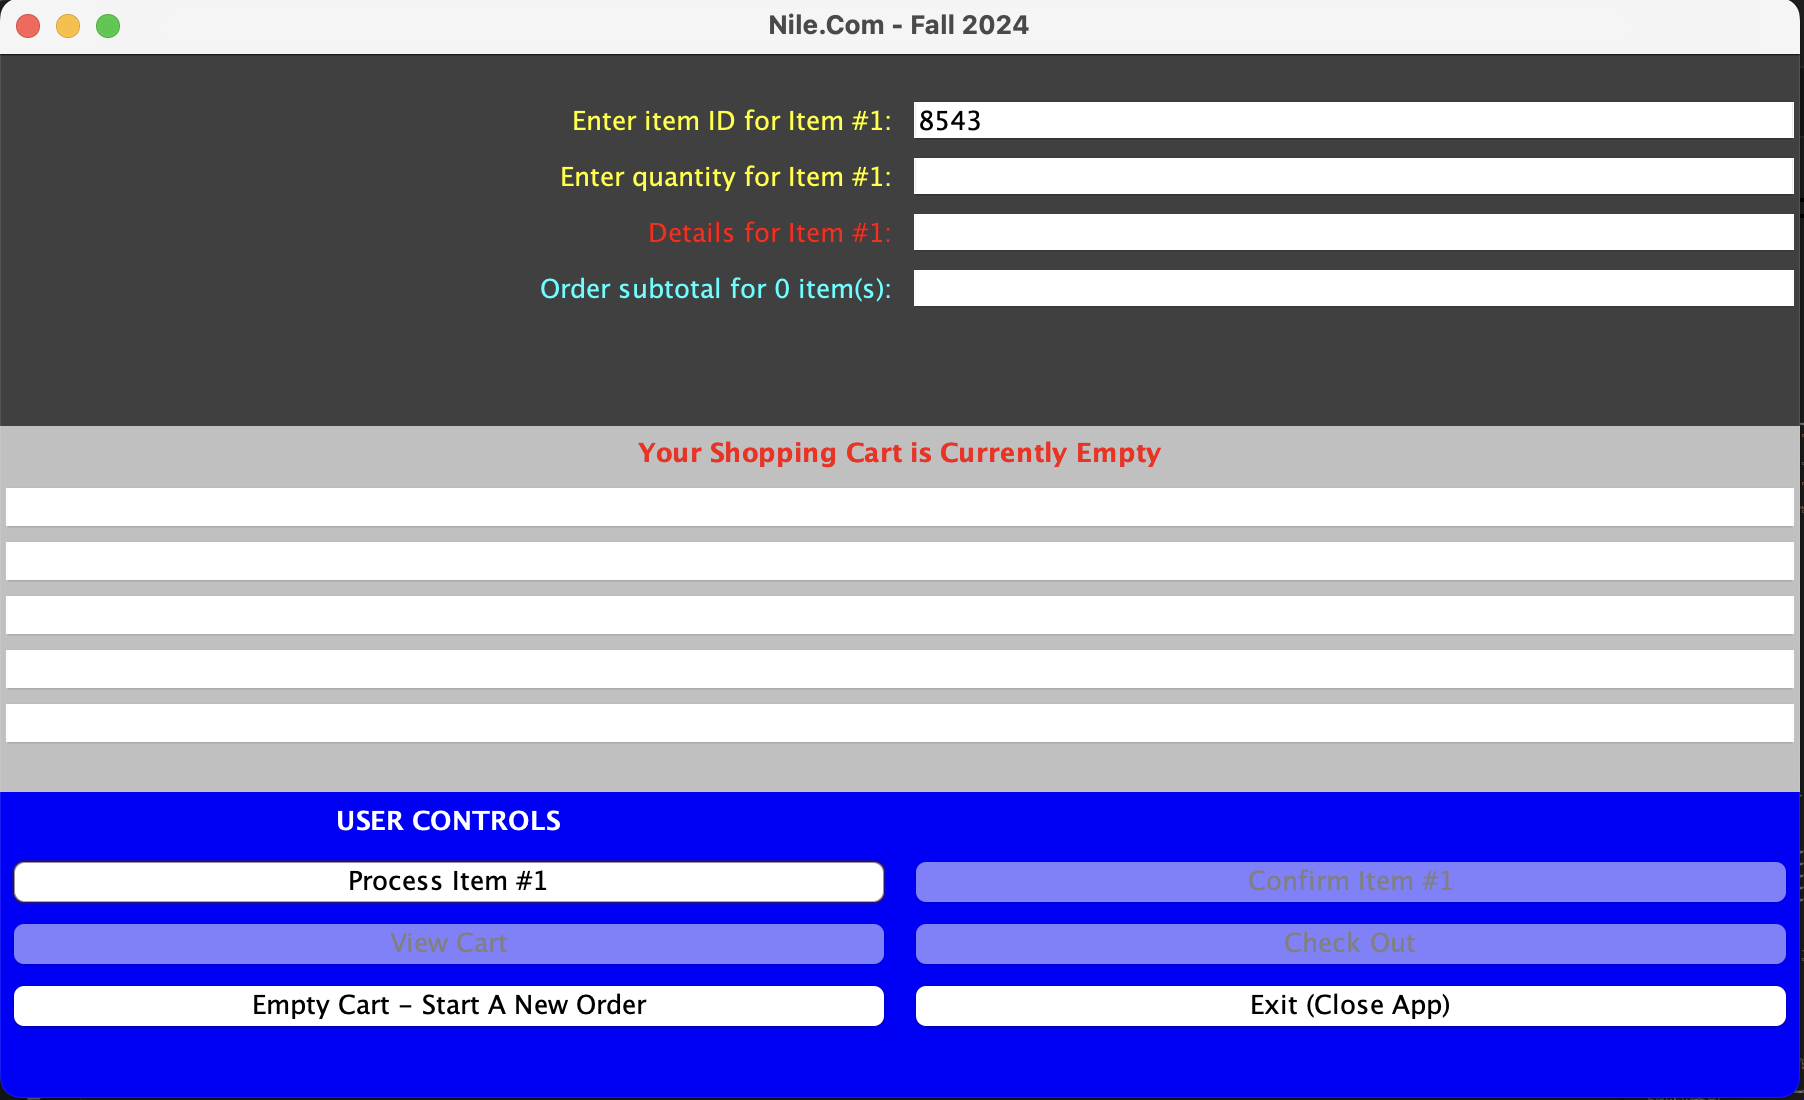 Nile.Com - Fall 2024
Enter item ID for Item #1: 8543
Enter quantity for Item #1:
Details for Item #1:
Order subtotal for 0 item(s):
Your Shopping Cart is Currently Empty
USER CONTROLS
Process Item #1 Confirm Item #1
View Cart Check Out
Empty Cart - Start A New Order Exit (Close App)